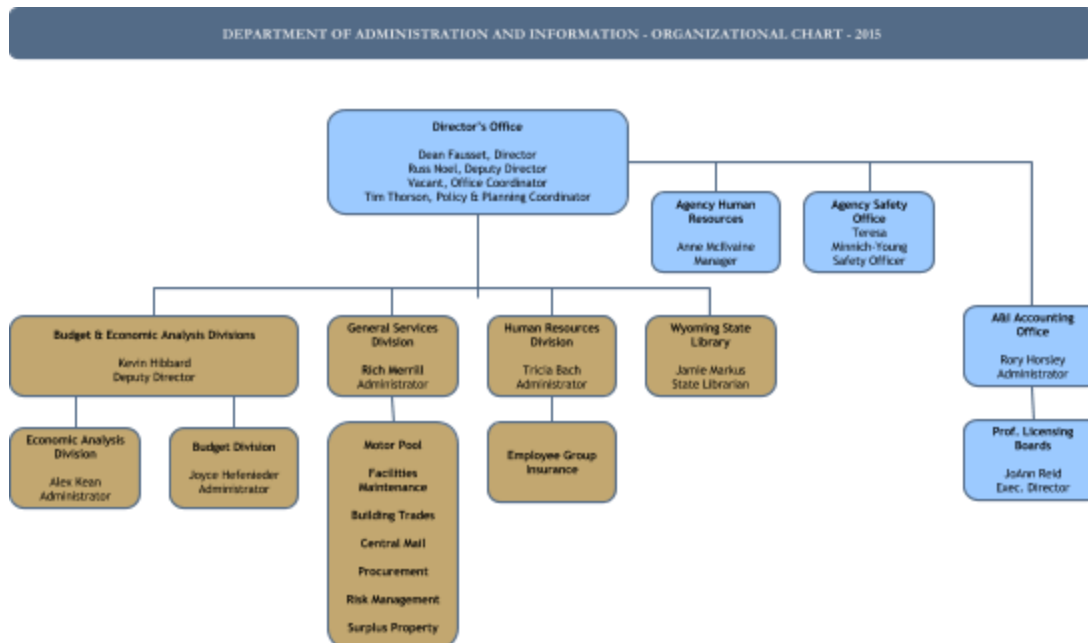 DEPARTMENT OF ADMINISTRATION AND INFORMATION - ORGANIZATIONAL CHART - 2015
Director's Office
Dean Fausset, Director
Russ Noel, Deputy Director
Vacant, Office Coordinator
Tim Thorson, Policy & Planning Coordinator
Agency Human
Resources
Anne McIlvaine
Manager
Agency Safety
Office
Teresa
Minnich-Young
Safety Officer
Budget & Economic Analysis Divisions
Kevin Hibbard
Deputy Director
General Services
Division
Rich Merrill
Administrator
Human Resources
Division
Tricia Bach
Administrator
Wyoming State
Library
Jamie Markus
State Librarian
A&I Accounting
Office
Rory Horsley
Administrator
Economic Analysis
Division
Alex Kean
Administrator
Budget Division
Joyce Hefenieder
Administrator
Motor Pool
Facilities
Maintenance
Building Trades
Central Mail
Procurement
Risk Management
Surplus Property
Employee Group
Insurance
Prof. Licensing
Boards
JoAnn Reid
Exec. Director